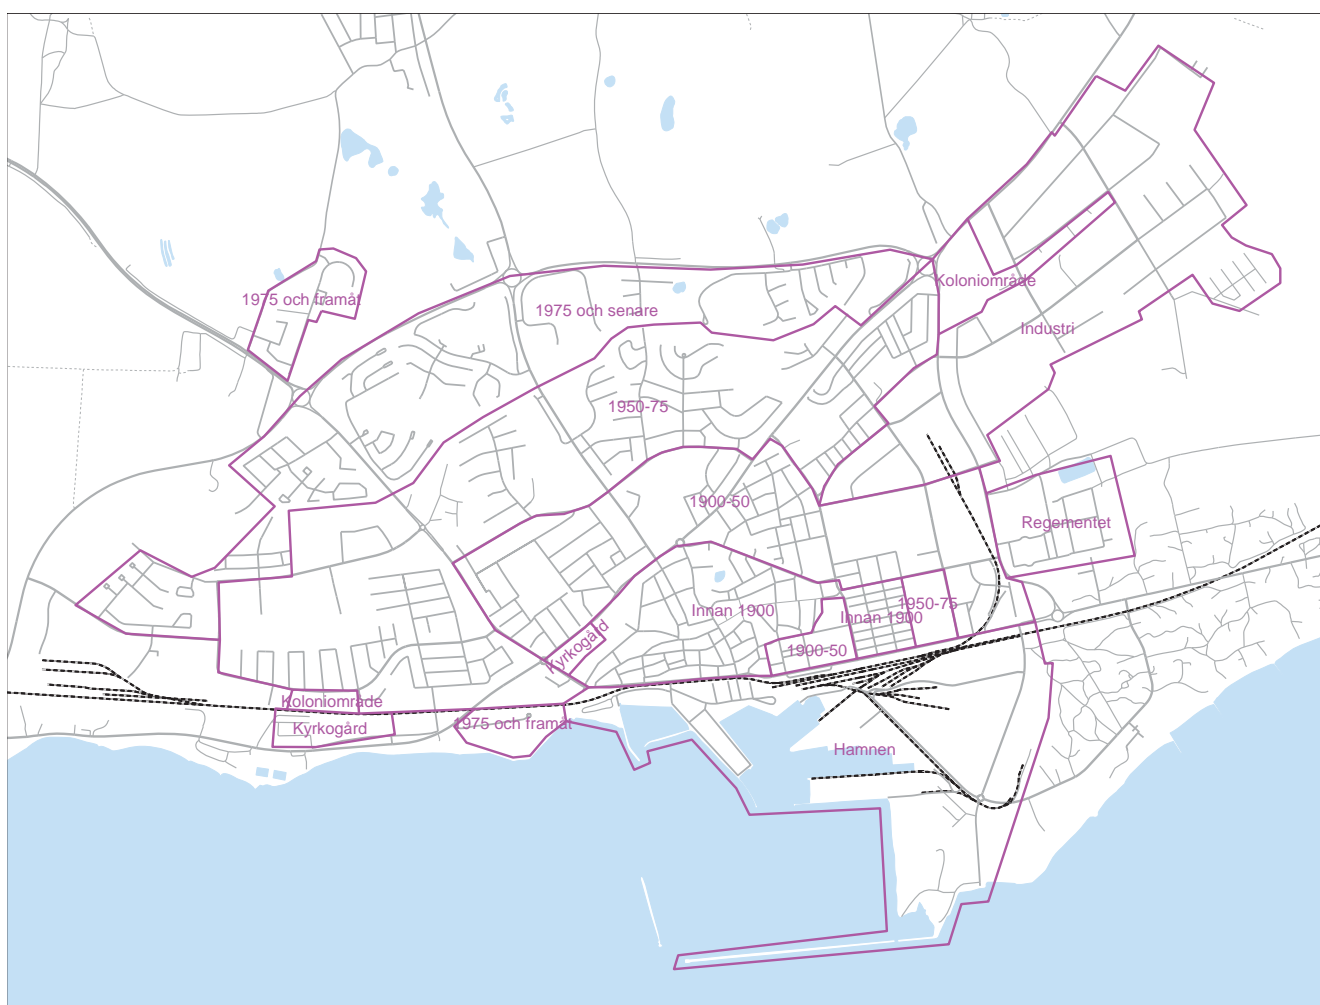 1975 och framåt
Koloniområde
1975 och senare
Industri
1950-75
1900-50
Regementet
Innan 1900
1950-75
Innan 1900
Kyrkogård
1900-50
Koloniområde
Kyrkogård
1975 och framåt
Hamnen